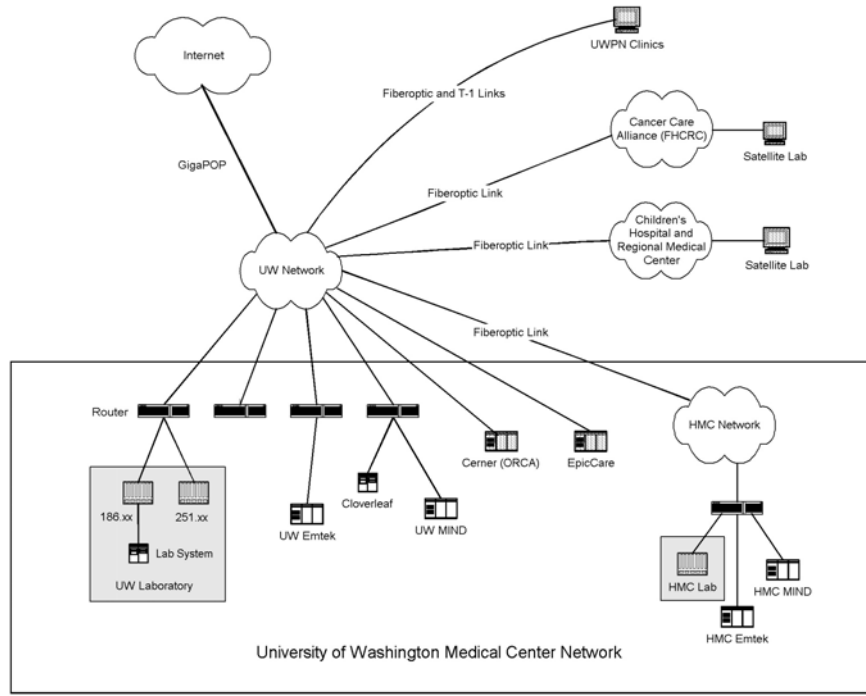 UWPN Clinics
Internet
Fiberoptic and T-1 Links
Cancer Care
Alliance (FHCRC)
Satellite Lab
GigaPOP
Fiberoptic Link
Children's
Hospital and
Regional Medical
Center
Satellite Lab
Fiberoptic Link
UW Network
Fiberoptic Link
Router
HMC Network
Cerner (ORCA)
EpicCare
Cloverleaf
186.xx
251.xx
UW Emtek
UW MIND
Lab System
UW Laboratory
HMC Lab
HMC MIND
HMC Emtek
University of Washington Medical Center Network